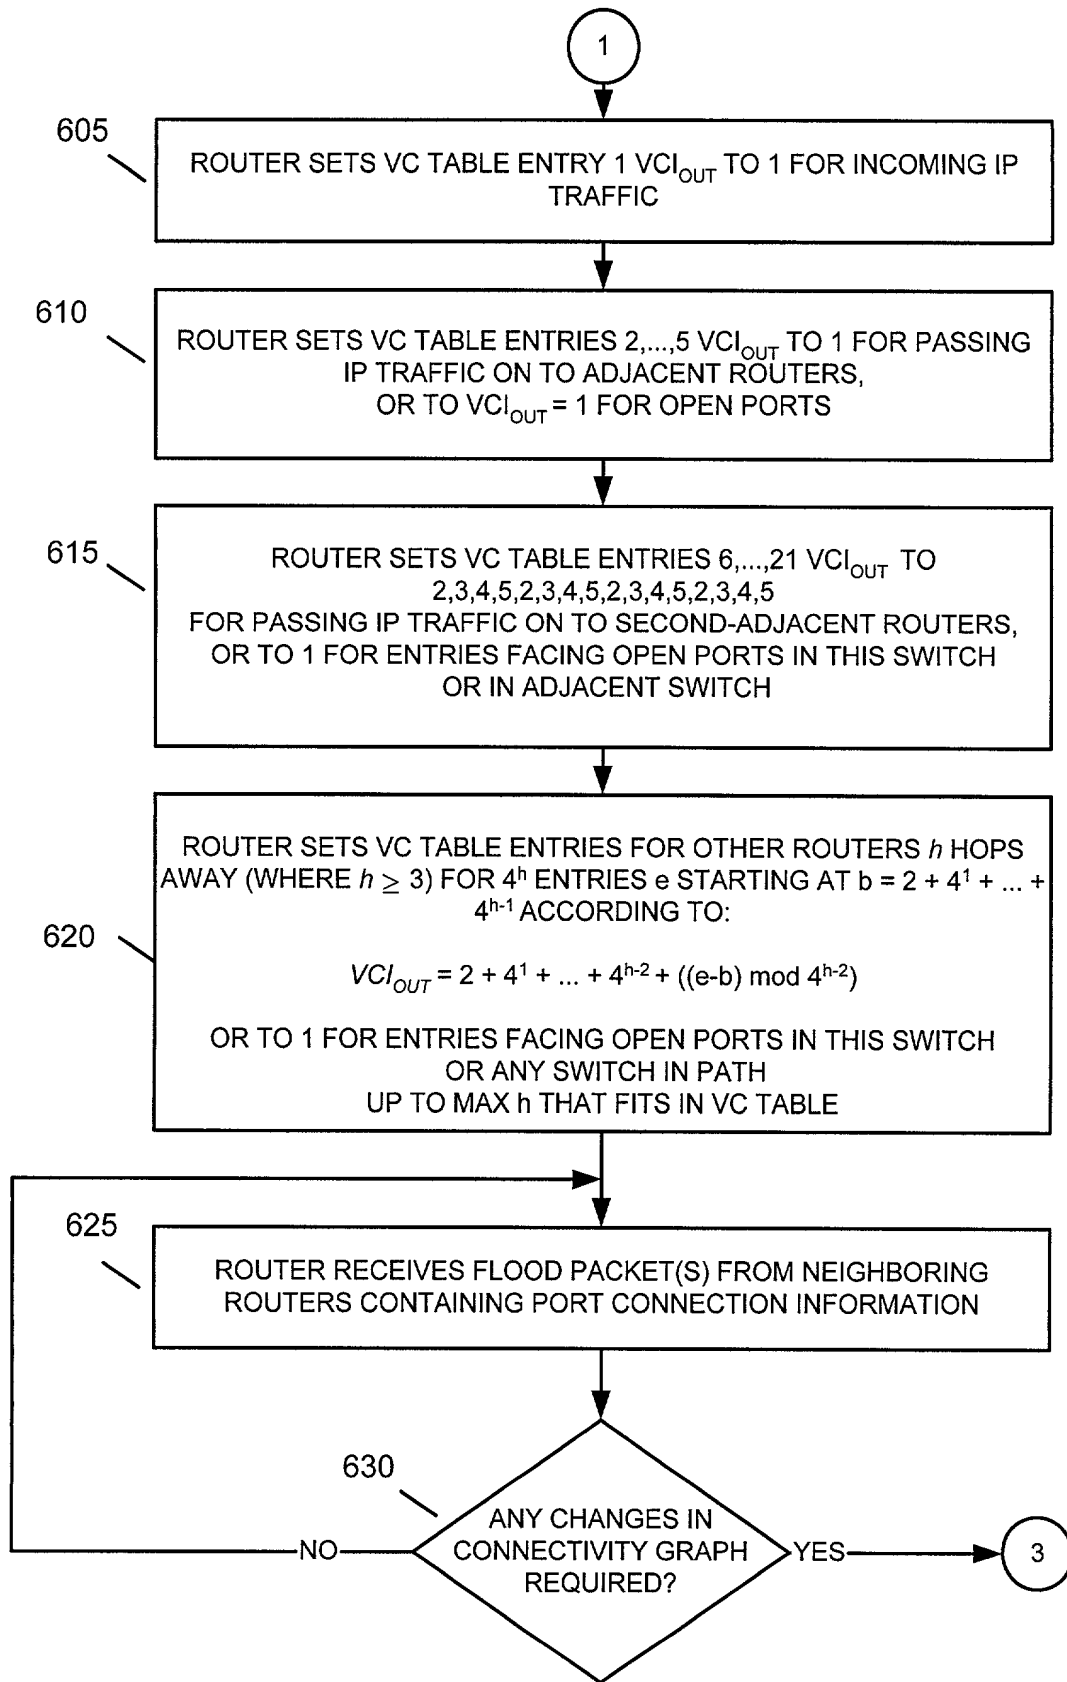 1
605
ROUTER SETS VC TABLE ENTRY 1 VCI_OUT TO 1 FOR INCOMING IP
TRAFFIC
610
ROUTER SETS VC TABLE ENTRIES 2,...,5 VCI_OUT TO 1 FOR PASSING
IP TRAFFIC ON TO ADJACENT ROUTERS,
OR TO VCI_OUT = 1 FOR OPEN PORTS
615
ROUTER SETS VC TABLE ENTRIES 6,...,21 VCI_OUT TO
2,3,4,5,2,3,4,5,2,3,4,5,2,3,4,5
FOR PASSING IP TRAFFIC ON TO SECOND-ADJACENT ROUTERS,
OR TO 1 FOR ENTRIES FACING OPEN PORTS IN THIS SWITCH
OR IN ADJACENT SWITCH
620
ROUTER SETS VC TABLE ENTRIES FOR OTHER ROUTERS h HOPS
AWAY (WHERE h ≥ 3) FOR 4^h ENTRIES e STARTING AT b = 2 + 4^1 + ... +
4^{h-1} ACCORDING TO:
VCI_OUT = 2 + 4^1 + ... + 4^{h-2} + ((e-b) mod 4^{h-2})
OR TO 1 FOR ENTRIES FACING OPEN PORTS IN THIS SWITCH
OR ANY SWITCH IN PATH
UP TO MAX h THAT FITS IN VC TABLE
625
ROUTER RECEIVES FLOOD PACKET(S) FROM NEIGHBORING
ROUTERS CONTAINING PORT CONNECTION INFORMATION
630
ANY CHANGES IN
CONNECTIVITY GRAPH
REQUIRED?
NO
YES
3